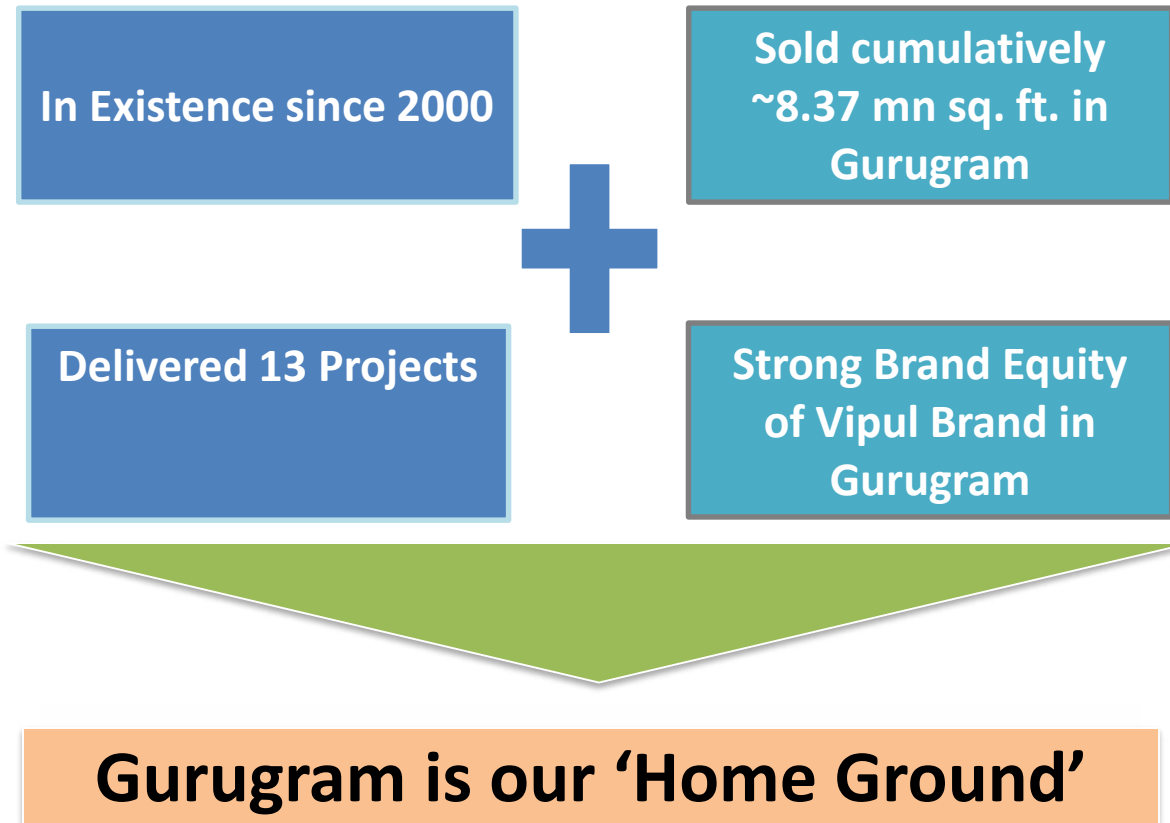 In Existence since 2000
Sold cumulatively
~8.37 mn sq. ft. in
Gurugram
Delivered 13 Projects
Strong Brand Equity
of Vipul Brand in
Gurugram
Gurugram is our ‘Home Ground’